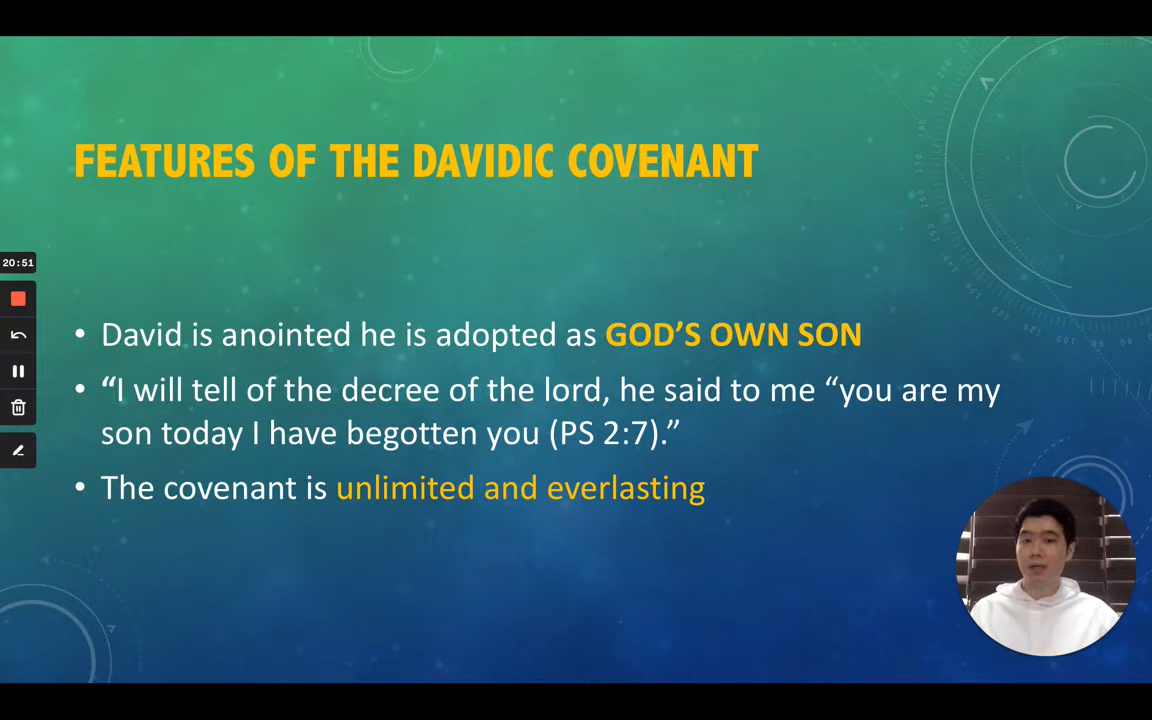 FEATURES OF THE DAVIDIC COVENANT
20:51
• David is anointed he is adopted as GOD’S OWN SON
• “I will tell of the decree of the lord, he said to me “you are my
son today I have begotten you (PS 2:7).”
• The covenant is unlimited and everlasting